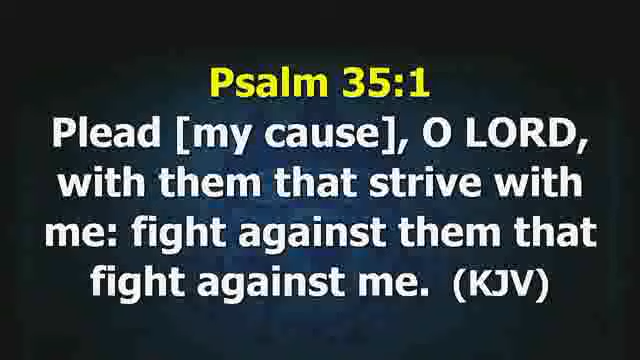 Psalm 35:1
Plead [my cause], O LORD,
with them that strive with
me: fight against them that
fight against me.  (KJV)